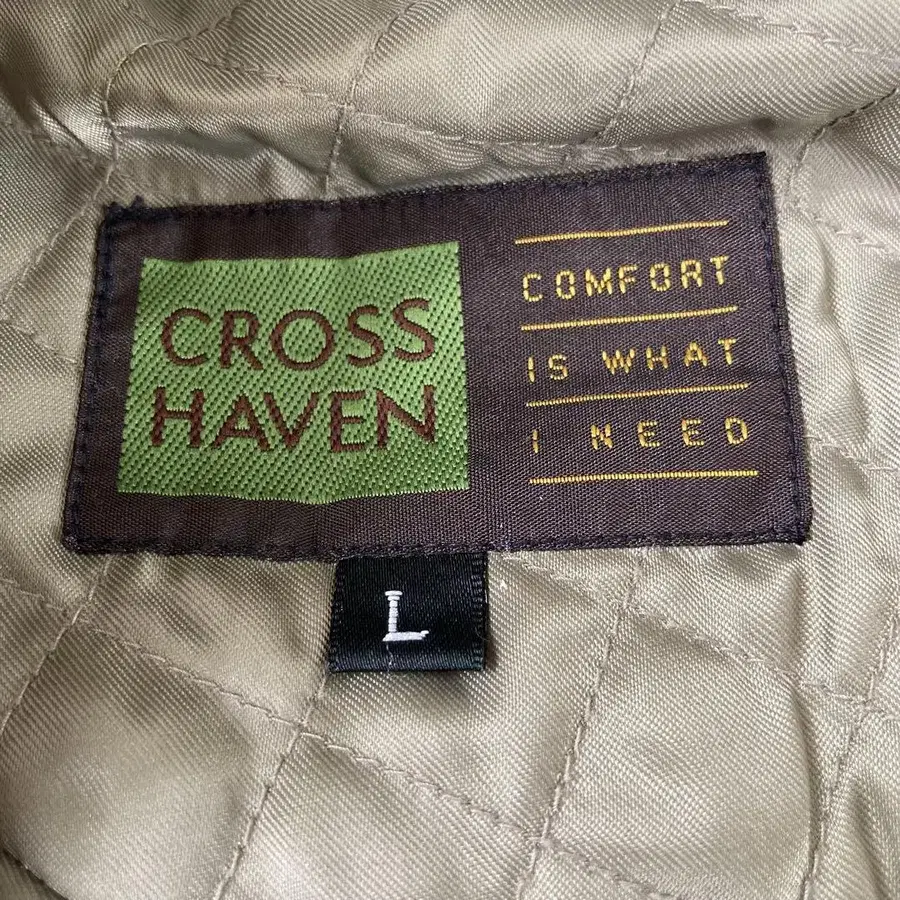 CROSS
HAVEN
COMFORT
IS WHAT
I NEED
L